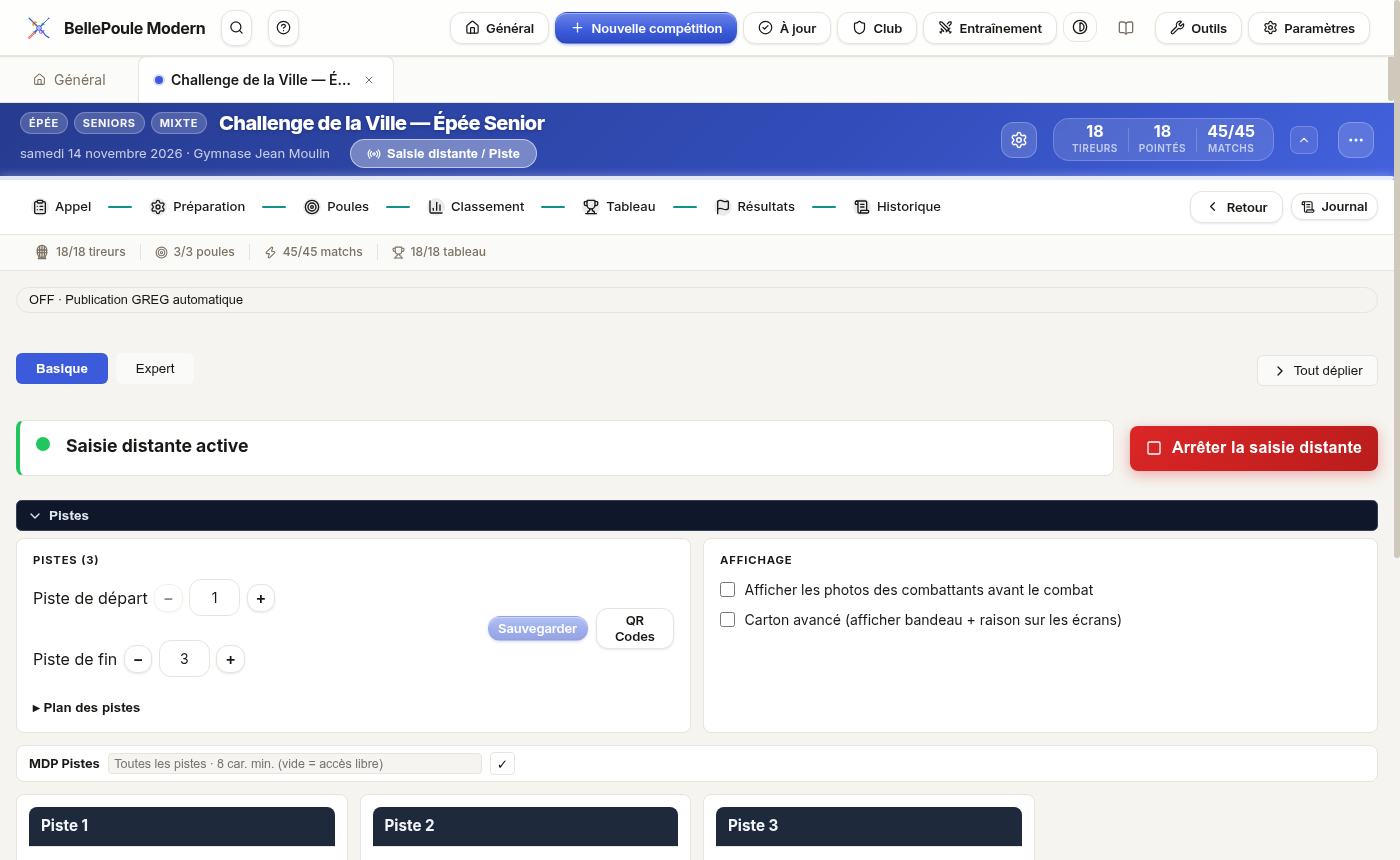 BellePoule Modern
Général
Nouvelle compétition
À jour
Club
Entraînement
Outils
Paramètres
Général
Challenge de la Ville — É…
ÉPÉE
SENIORS
MIXTE
Challenge de la Ville — Épée Senior
samedi 14 novembre 2026 · Gymnase Jean Moulin
Saisie distante / Piste
18
TIREURS
18
POINTÉS
45/45
MATCHS
Appel
Préparation
Poules
Classement
Tableau
Résultats
Historique
Retour
Journal
18/18 tireurs
3/3 poules
45/45 matchs
18/18 tableau
OFF · Publication GREG automatique
Basique
Expert
Tout déplier
Saisie distante active
Arrêter la saisie distante
Pistes
PISTES (3)
Piste de départ
−
1
+
Sauvegarder
QR
Codes
Piste de fin
−
3
+
▸ Plan des pistes
AFFICHAGE
Afficher les photos des combattants avant le combat
Carton avancé (afficher bandeau + raison sur les écrans)
MDP Pistes
Toutes les pistes · 8 car. min. (vide = accès libre)
✓
Piste 1
Piste 2
Piste 3